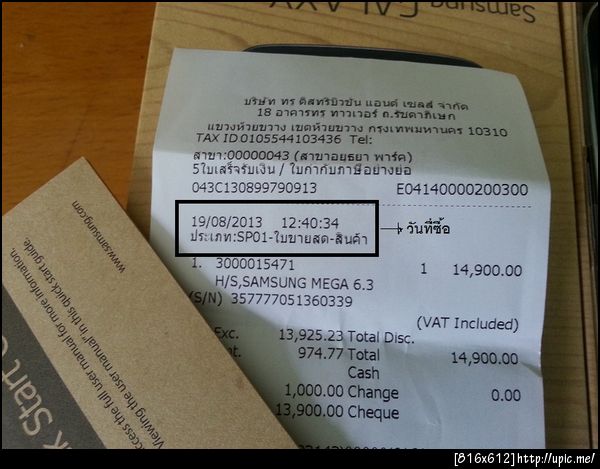 Samsung GALAXY
บริษัท ทรู ดิสทริบิวชั่น แอนด์ เซลส์ จำกัด
18 อาคารทรู ทาวเวอร์ ถ.รัชดาภิเษก
แขวงห้วยขวาง เขตห้วยขวาง กรุงเทพมหานคร 10310
TAX ID 0105544103436 Tel:
สาขา:00000043 (สาขาอยุธยา พาร์ค)
5ใบเสร็จรับเงิน / ใบกำกับภาษีอย่างย่อ
043C130899790913 E04140000200300
19/08/2013 12:40:34
ประเภท:SP01-ใบขายสด-สินค้า
วันที่ซื้อ
1. 3000015471 1 14,900.00
H/S,SAMSUNG MEGA 6.3
(S/N) 357777051360339
(VAT Included)
Exc. 13,925.23 Total Disc.
974.77 Total 14,900.00
Cash
1,000.00 Change 0.00
13,900.00 Cheque
www.samsung.com
Start
access the full user manual for more information.
Viewing the user manual" in this quick start guide.
[816x612]http://upic.me/